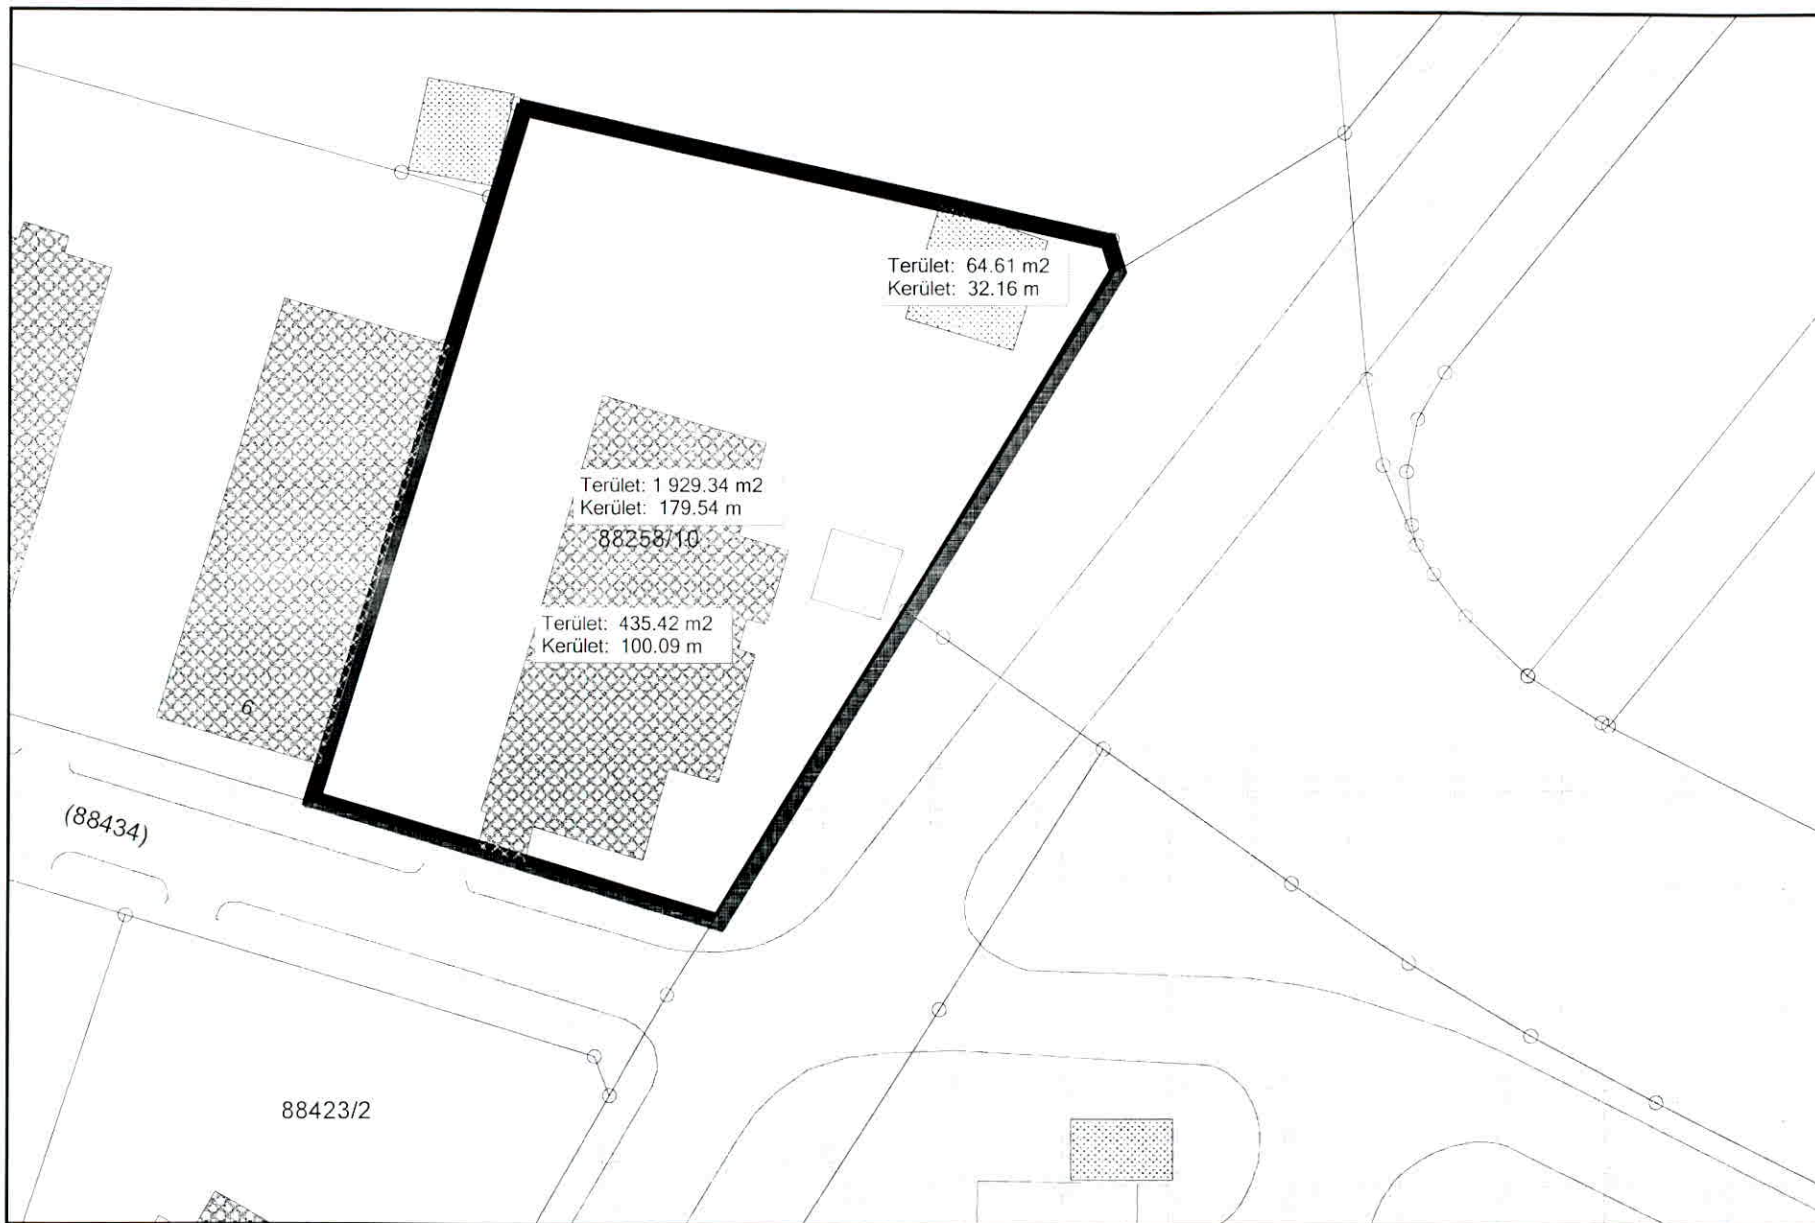 Terület: 64.61 m2
Kerület: 32.16 m
Terület: 1 929.34 m2
Kerület: 179.54 m
88258/10
Terület: 435.42 m2
Kerület: 100.09 m
6
(88434)
88423/2